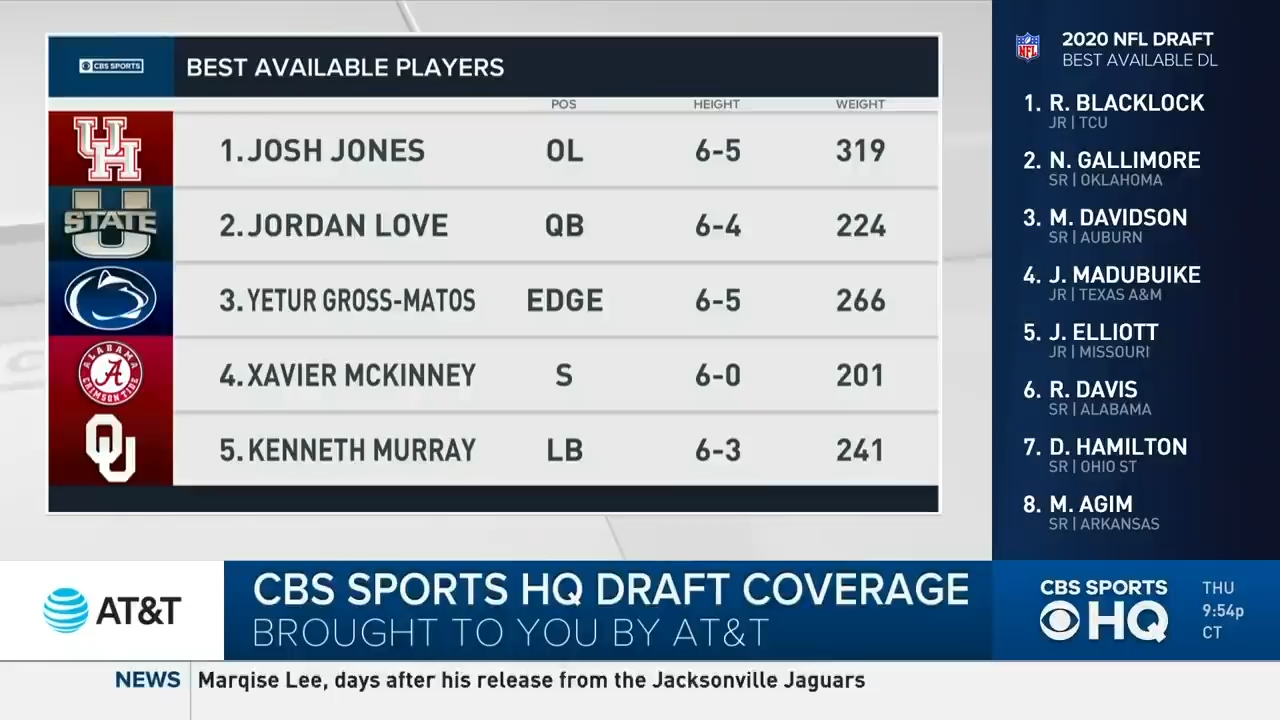 CBS SPORTS
BEST AVAILABLE PLAYERS
POS HEIGHT WEIGHT
UH 1. JOSH JONES OL 6-5 319
U STATE 2. JORDAN LOVE QB 6-4 224
3. YETUR GROSS-MATOS EDGE 6-5 266
ALABAMA A CRIMSON TIDE 4. XAVIER MCKINNEY S 6-0 201
OU 5. KENNETH MURRAY LB 6-3 241
NFL
2020 NFL DRAFT
BEST AVAILABLE DL
1. R. BLACKLOCK
JR | TCU
2. N. GALLIMORE
SR | OKLAHOMA
3. M. DAVIDSON
SR | AUBURN
4. J. MADUBUIKE
JR | TEXAS A&M
5. J. ELLIOTT
JR | MISSOURI
6. R. DAVIS
SR | ALABAMA
7. D. HAMILTON
SR | OHIO ST
8. M. AGIM
SR | ARKANSAS
AT&T
CBS SPORTS HQ DRAFT COVERAGE
BROUGHT TO YOU BY AT&T
CBS SPORTS
HQ
THU
9:54p
CT
NEWS Marqise Lee, days after his release from the Jacksonville Jaguars